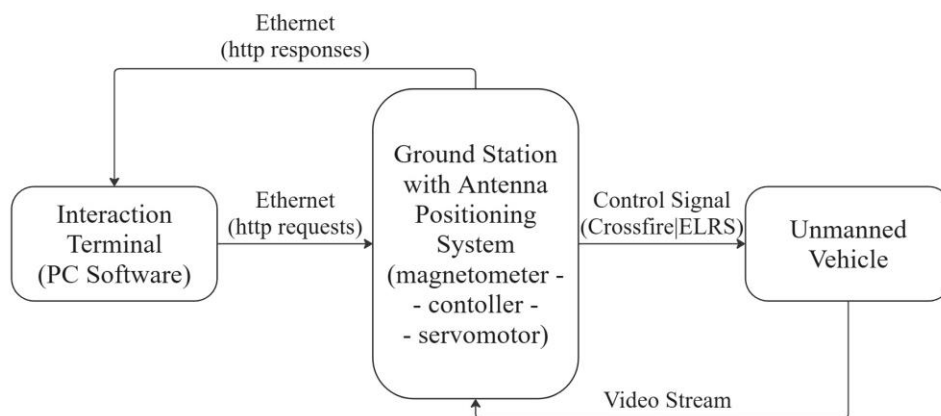 Ethernet
(http responses)
Interaction
Terminal
(PC Software)
Ethernet
(http requests)
Ground Station
with Antenna
Positioning
System
(magnetometer -
- contoller -
- servomotor)
Control Signal
(Crossfire|ELRS)
Unmanned
Vehicle
Video Stream